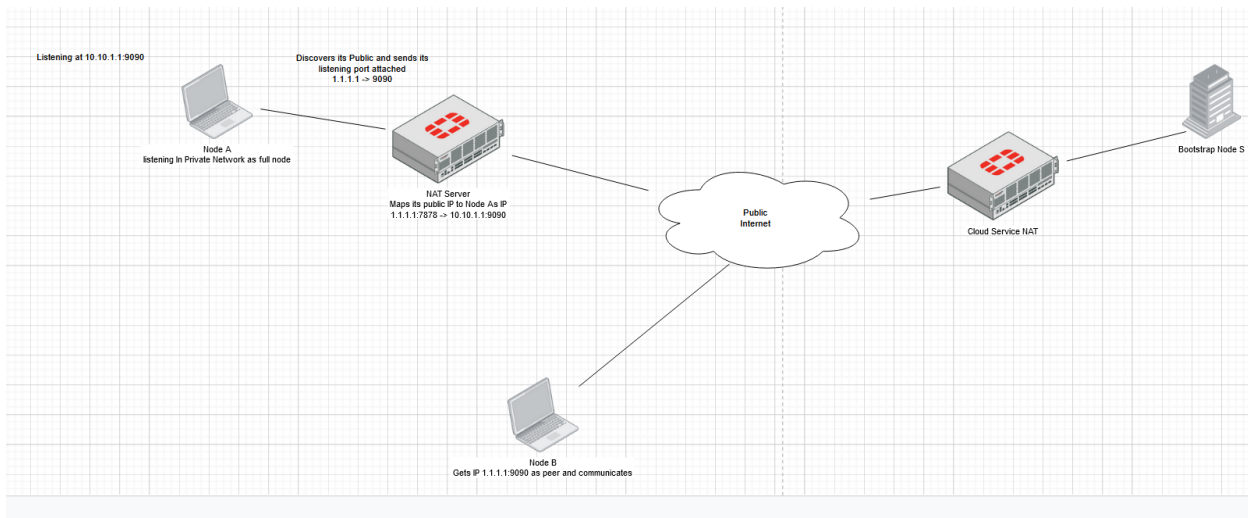 Listening at 10.10.1.1:9090
Discovers its Public and sends its
listening port attached
1.1.1.1 -> 9090
Node A
listening In Private Network as full node
NAT Server
Maps its public IP to Node As IP
1.1.1.1:7878 -> 10.10.1.1:9090
Public
Internet
Bootstrap Node S
Cloud Service NAT
Node B
Gets IP 1.1.1.1:9090 as peer and communicates